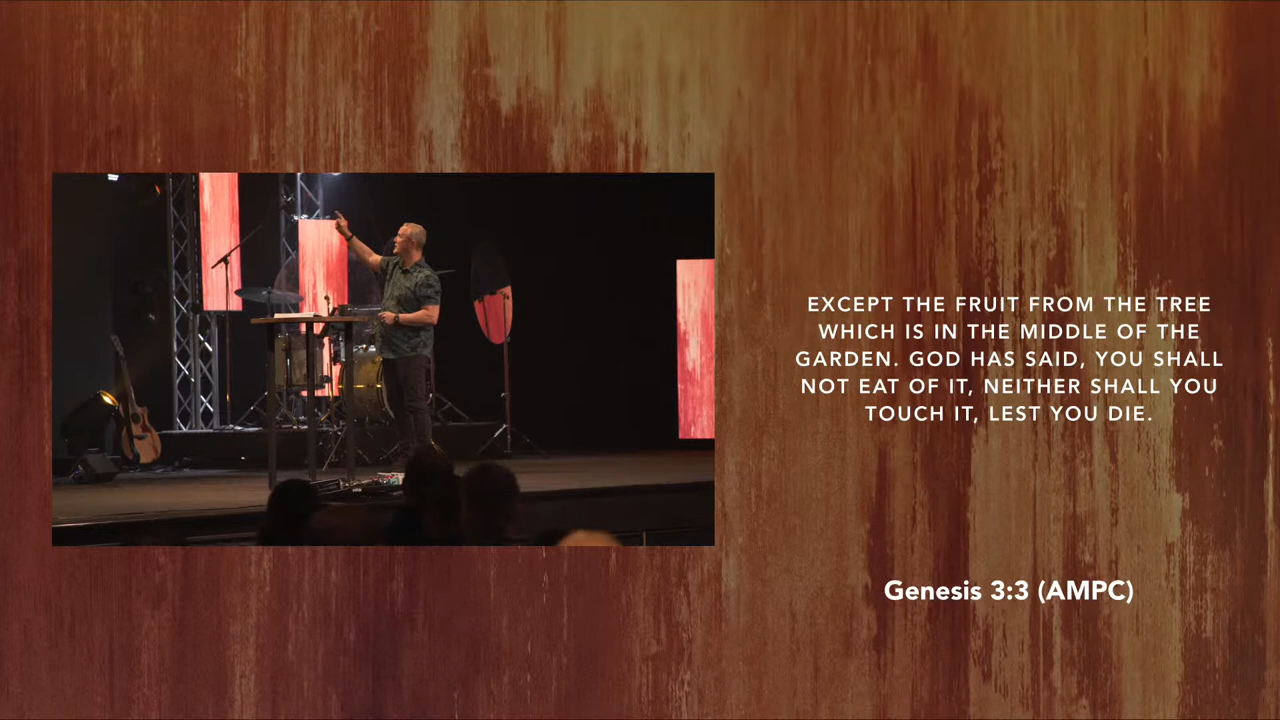 EXCEPT THE FRUIT FROM THE TREE
WHICH IS IN THE MIDDLE OF THE
GARDEN. GOD HAS SAID, YOU SHALL
NOT EAT OF IT, NEITHER SHALL YOU
TOUCH IT, LEST YOU DIE.
Genesis 3:3 (AMPC)